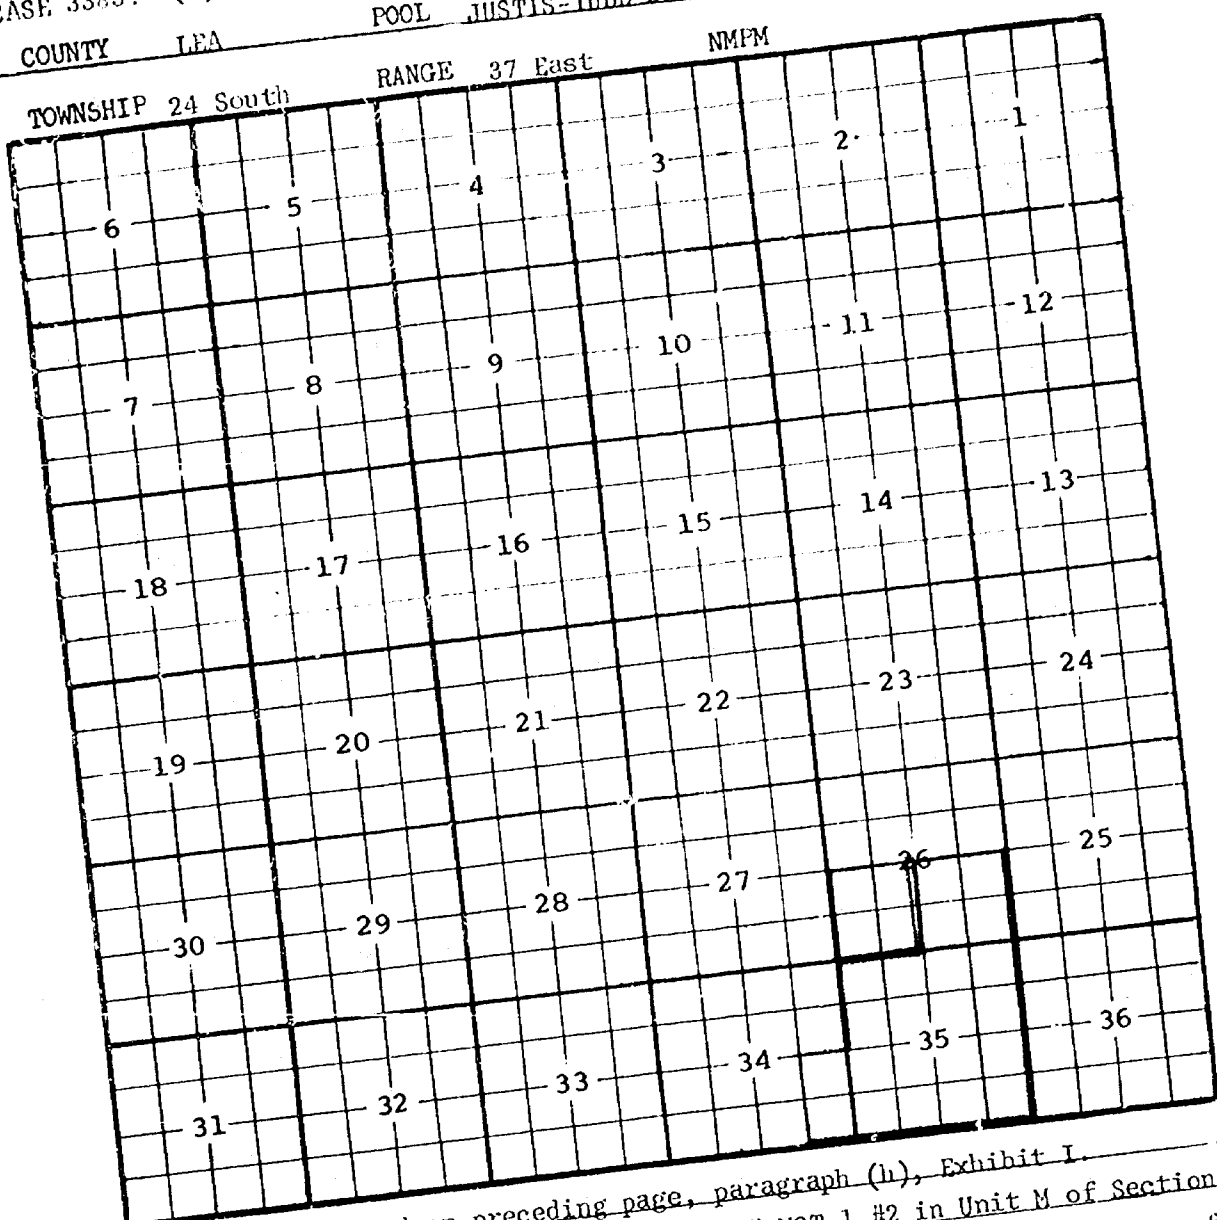 COUNTY LEA POOL
TOWNSHIP 24 South RANGE 37 East NMPM
6 5 4 3 2 1
7 8 9 10 11 12
18 17 16 15 14 13
19 20 21 22 23 24
30 29 28 27 26 25
31 32 33 34 35 36
preceding page, paragraph (h), Exhibit I.
1 #2 in Unit M of Section